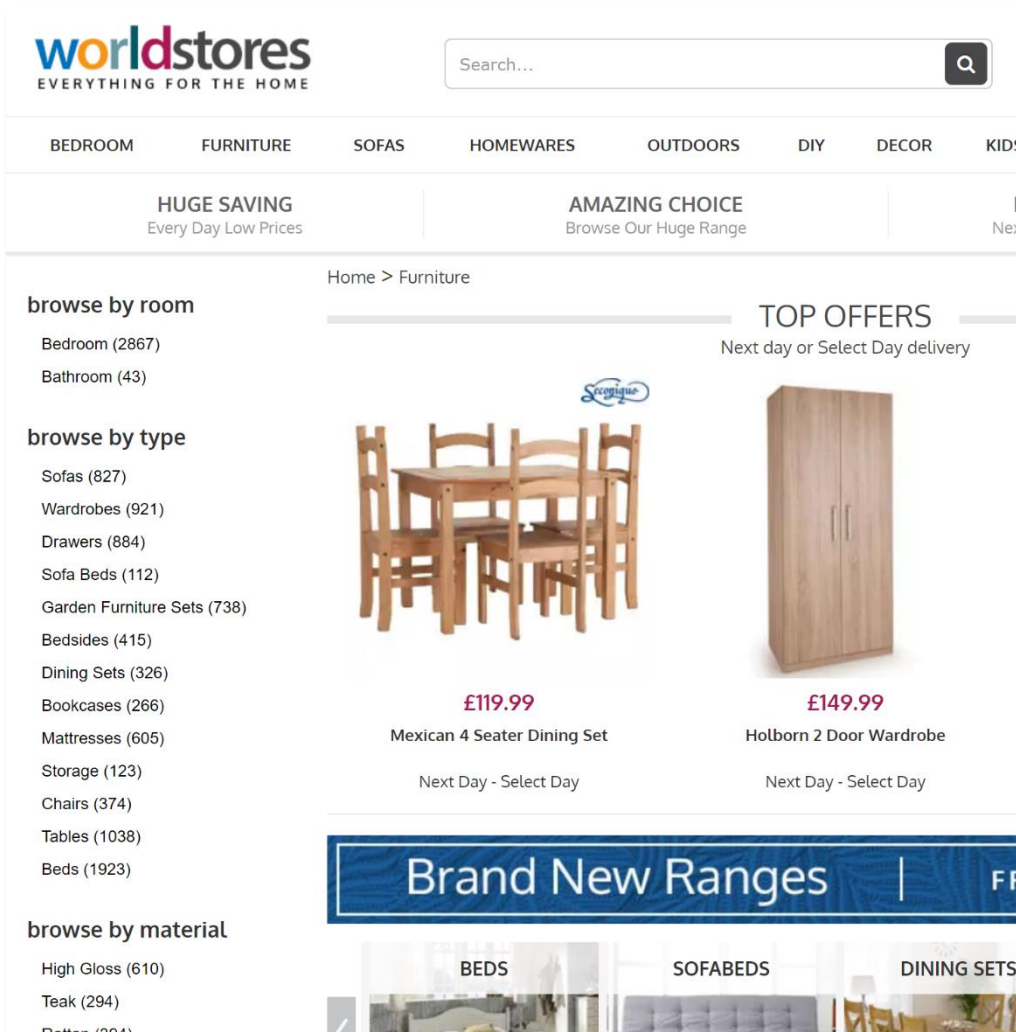 worldstores
EVERYTHING FOR THE HOME
Search...
BEDROOM FURNITURE SOFAS HOMEWARES OUTDOORS DIY DECOR
HUGE SAVING
Every Day Low Prices
AMAZING CHOICE
Browse Our Huge Range
Home > Furniture
browse by room
Bedroom (2867)
Bathroom (43)
browse by type
Sofas (827)
Wardrobes (921)
Drawers (884)
Sofa Beds (112)
Garden Furniture Sets (738)
Bedsides (415)
Dining Sets (326)
Bookcases (266)
Mattresses (605)
Storage (123)
Chairs (374)
Tables (1038)
Beds (1923)
browse by material
High Gloss (610)
Teak (294)
TOP OFFERS
Next day or Select Day delivery
Seconique
£119.99
Mexican 4 Seater Dining Set
Next Day - Select Day
£149.99
Holborn 2 Door Wardrobe
Next Day - Select Day
Brand New Ranges
BEDS SOFABEDS DINING SETS